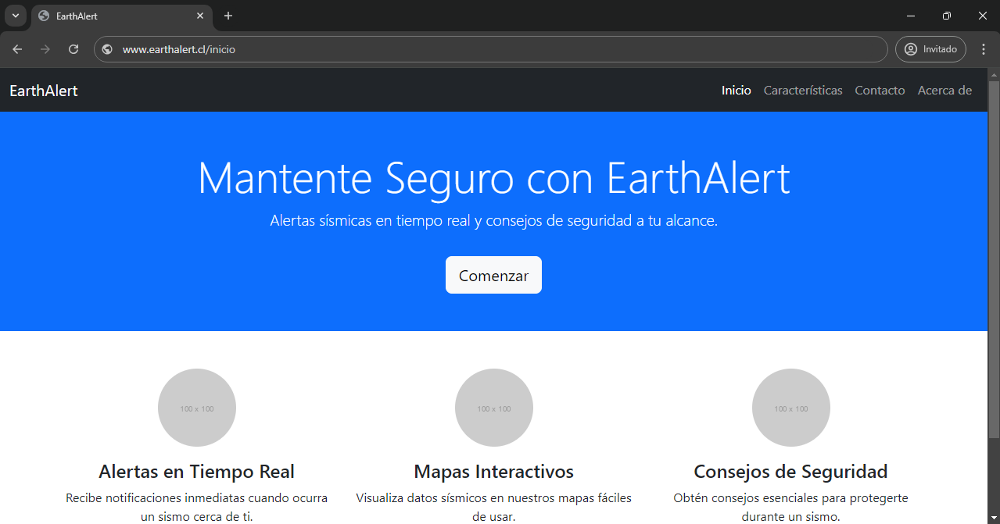 EarthAlert
www.earthalert.cl/inicio
Invitado
EarthAlert
Inicio
Características
Contacto
Acerca de
Mantente Seguro con EarthAlert
Alertas sísmicas en tiempo real y consejos de seguridad a tu alcance.
Comenzar
100 x 100
100 x 100
100 x 100
Alertas en Tiempo Real
Recibe notificaciones inmediatas cuando ocurra
un sismo cerca de ti.
Mapas Interactivos
Visualiza datos sísmicos en nuestros mapas fáciles
de usar.
Consejos de Seguridad
Obtén consejos esenciales para protegerte
durante un sismo.